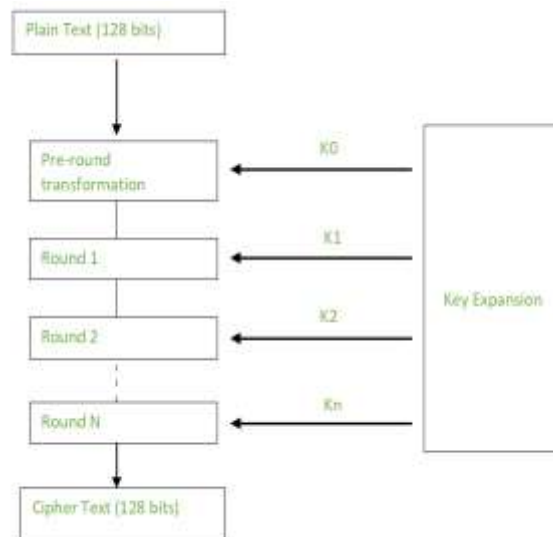 Plain Text (128 bits)
Pre-round
transformation
K0
Round 1
K1
Key Expansion
Round 2
K2
Round N
Kn
Cipher Text (128 bits)